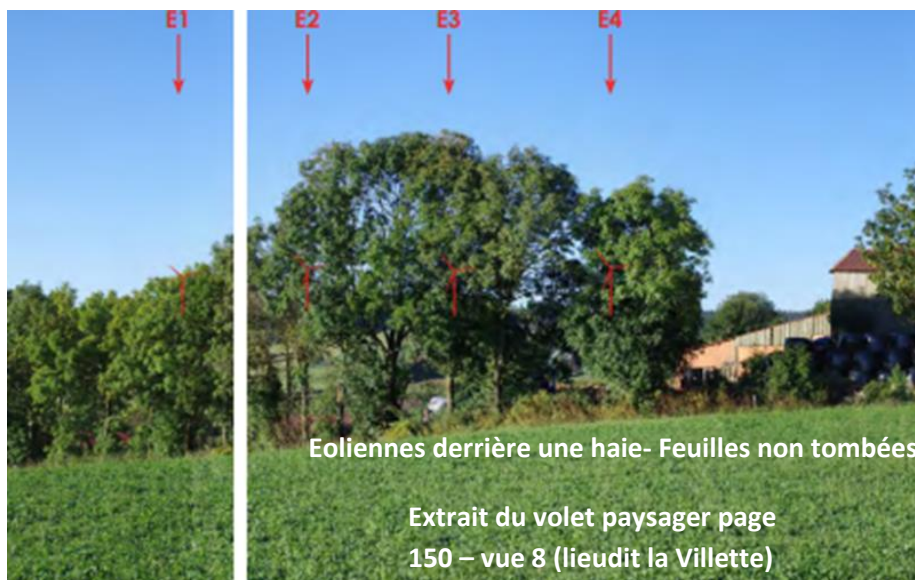 E1 E2 E3 E4
Eoliennes derrière une haie- Feuilles non tombées
Extrait du volet paysager page
150 – vue 8 (lieudit la Villette)